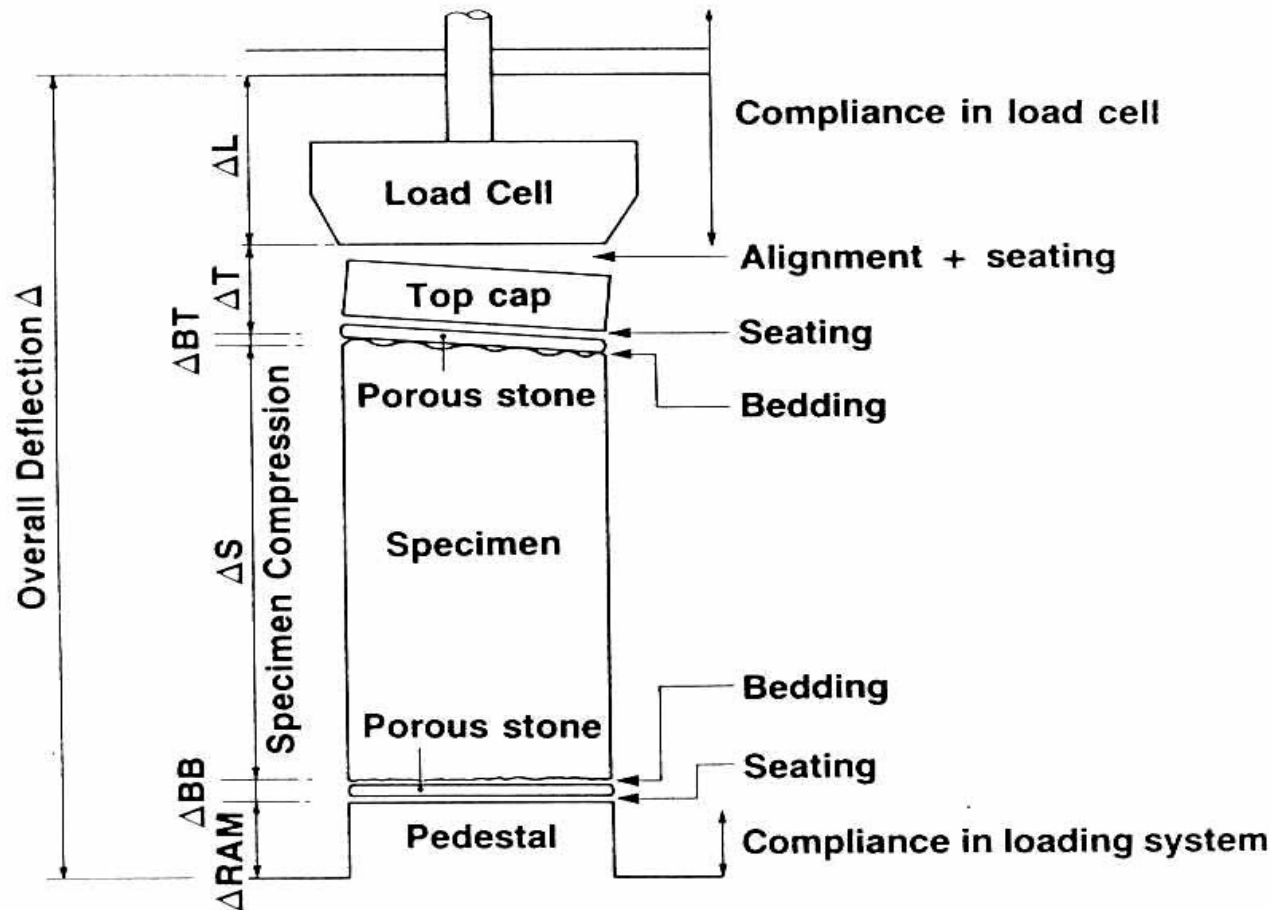 Compliance in load cell
ΔL
Load Cell
Alignment + seating
ΔT
Top cap
ΔBT
Seating
Porous stone
Bedding
Overall Deflection Δ
ΔS
Specimen Compression
Specimen
Bedding
Porous stone
Seating
ΔBB
Pedestal
Compliance in loading system
ΔRAM